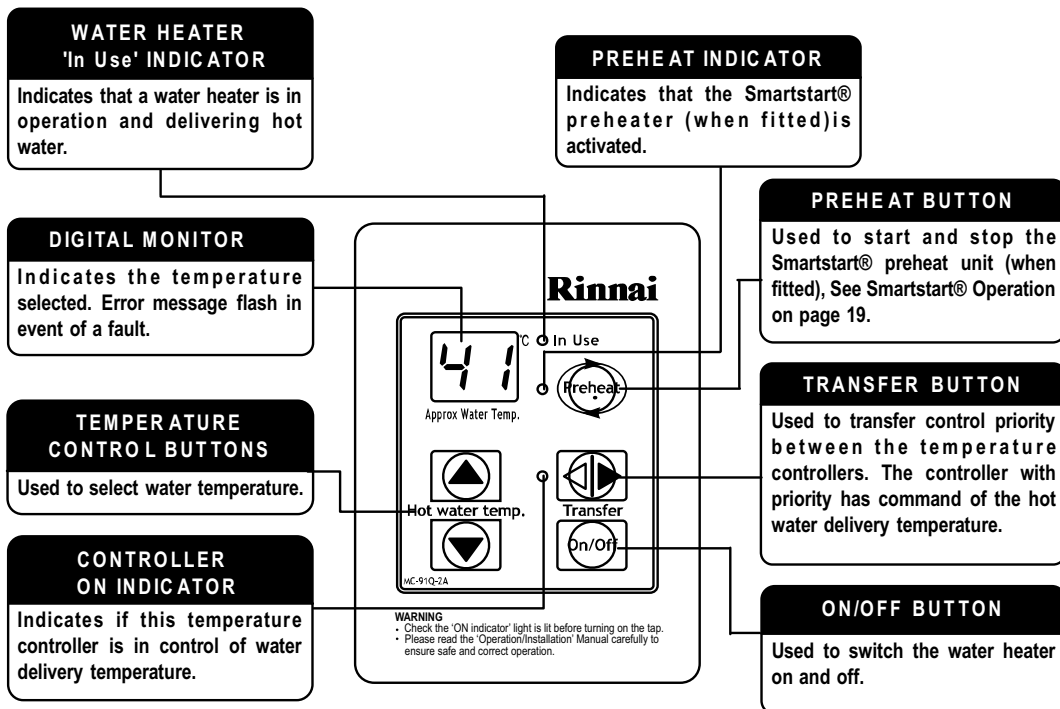 WATER HEATER
'In Use' INDICATOR
Indicates that a water heater is in
operation and delivering hot
water.
PREHEAT INDICATOR
Indicates that the Smartstart®
preheater (when fitted)is
activated.
DIGITAL MONITOR
Indicates the temperature
selected. Error message flash in
event of a fault.
PREHEAT BUTTON
Used to start and stop the
Smartstart® preheat unit (when
fitted), See Smartstart® Operation
on page 19.
TEMPERATURE
CONTROL BUTTONS
Used to select water temperature.
TRANSFER BUTTON
Used to transfer control priority
between the temperature
controllers. The controller with
priority has command of the hot
water delivery temperature.
CONTROLLER
ON INDICATOR
Indicates if this temperature
controller is in control of water
delivery temperature.
ON/OFF BUTTON
Used to switch the water heater
on and off.
Rinnai
41 °C In Use
Preheat
Approx Water Temp.
Hot water temp. Transfer
On/Off
MC-91Q-2A
WARNING
• Check the 'ON indicator' light is lit before turning on the tap.
• Please read the 'Operation/Installation' Manual carefully to
ensure safe and correct operation.